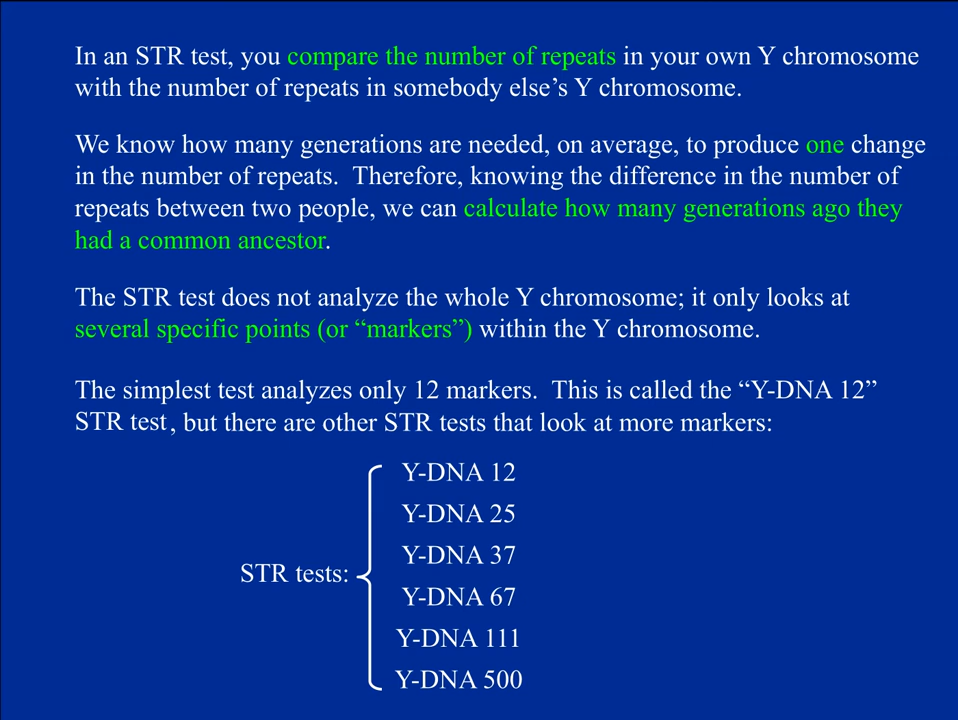 In an STR test, you compare the number of repeats in your own Y chromosome
with the number of repeats in somebody else’s Y chromosome.
We know how many generations are needed, on average, to produce one change
in the number of repeats.  Therefore, knowing the difference in the number of
repeats between two people, we can calculate how many generations ago they
had a common ancestor.
The STR test does not analyze the whole Y chromosome; it only looks at
several specific points (or “markers”) within the Y chromosome.
The simplest test analyzes only 12 markers.  This is called the “Y-DNA 12”
STR test, but there are other STR tests that look at more markers:
Y-DNA 12
Y-DNA 25
Y-DNA 37
STR tests:
Y-DNA 67
Y-DNA 111
Y-DNA 500